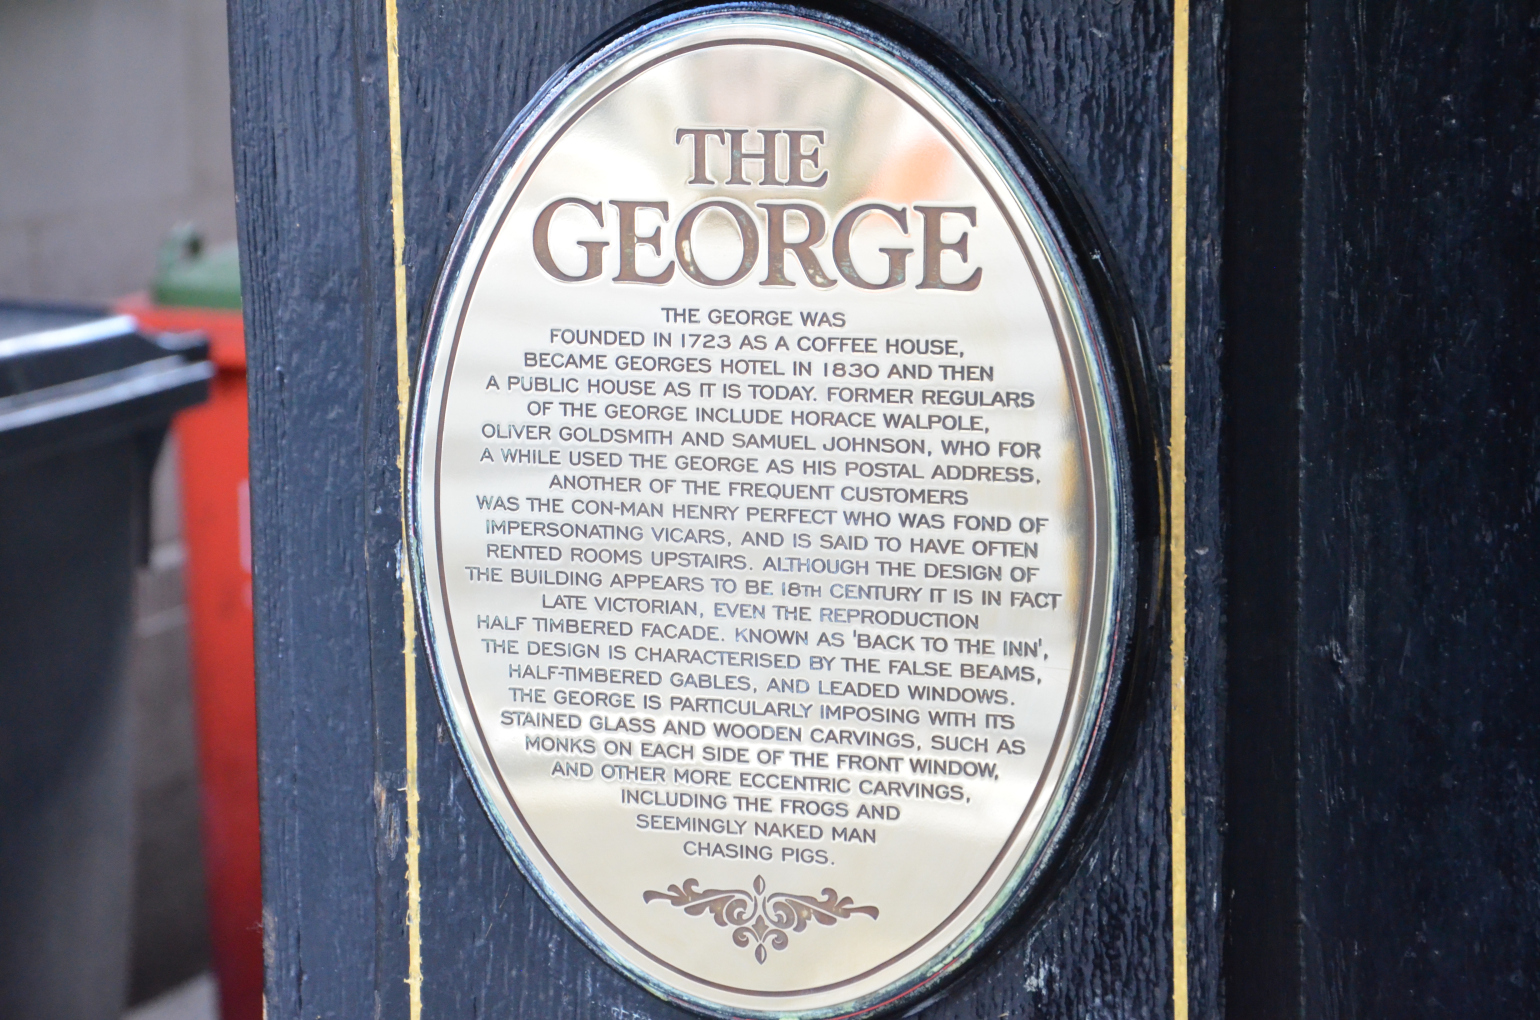 THE
GEORGE
THE GEORGE WAS
FOUNDED IN 1723 AS A COFFEE HOUSE,
BECAME GEORGES HOTEL IN 1830 AND THEN
A PUBLIC HOUSE AS IT IS TODAY. FORMER REGULARS
OF THE GEORGE INCLUDE HORACE WALPOLE,
OLIVER GOLDSMITH AND SAMUEL JOHNSON, WHO FOR
A WHILE USED THE GEORGE AS HIS POSTAL ADDRESS.
ANOTHER OF THE FREQUENT CUSTOMERS
WAS THE CON-MAN HENRY PERFECT WHO WAS FOND OF
IMPERSONATING VICARS, AND IS SAID TO HAVE OFTEN
RENTED ROOMS UPSTAIRS. ALTHOUGH THE DESIGN OF
THE BUILDING APPEARS TO BE 18TH CENTURY IT IS IN FACT
LATE VICTORIAN, EVEN THE REPRODUCTION
HALF TIMBERED FACADE. KNOWN AS 'BACK TO THE INN',
THE DESIGN IS CHARACTERISED BY THE FALSE BEAMS,
HALF-TIMBERED GABLES, AND LEADED WINDOWS.
THE GEORGE IS PARTICULARLY IMPOSING WITH ITS
STAINED GLASS AND WOODEN CARVINGS, SUCH AS
MONKS ON EACH SIDE OF THE FRONT WINDOW,
AND OTHER MORE ECCENTRIC CARVINGS,
INCLUDING THE FROGS AND
SEEMINGLY NAKED MAN
CHASING PIGS.